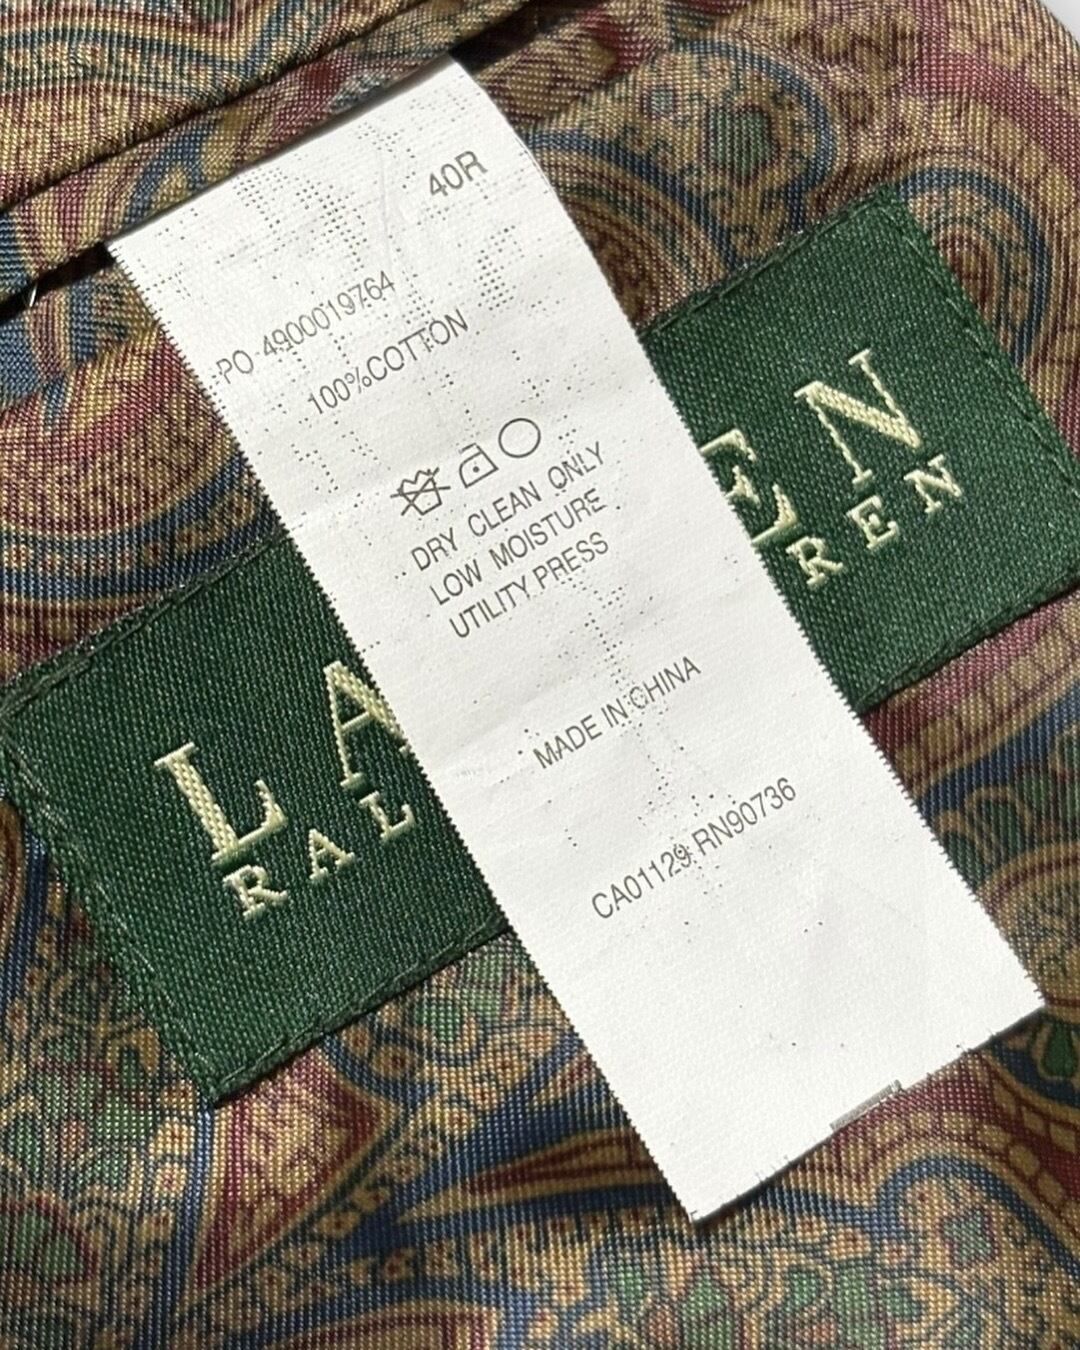 40R
PO 4900019764
100%COTTON
DRY CLEAN ONLY
LOW MOISTURE
UTILITY PRESS
MADE IN CHINA
CA01129 RN90736
LA EN
RAL REN